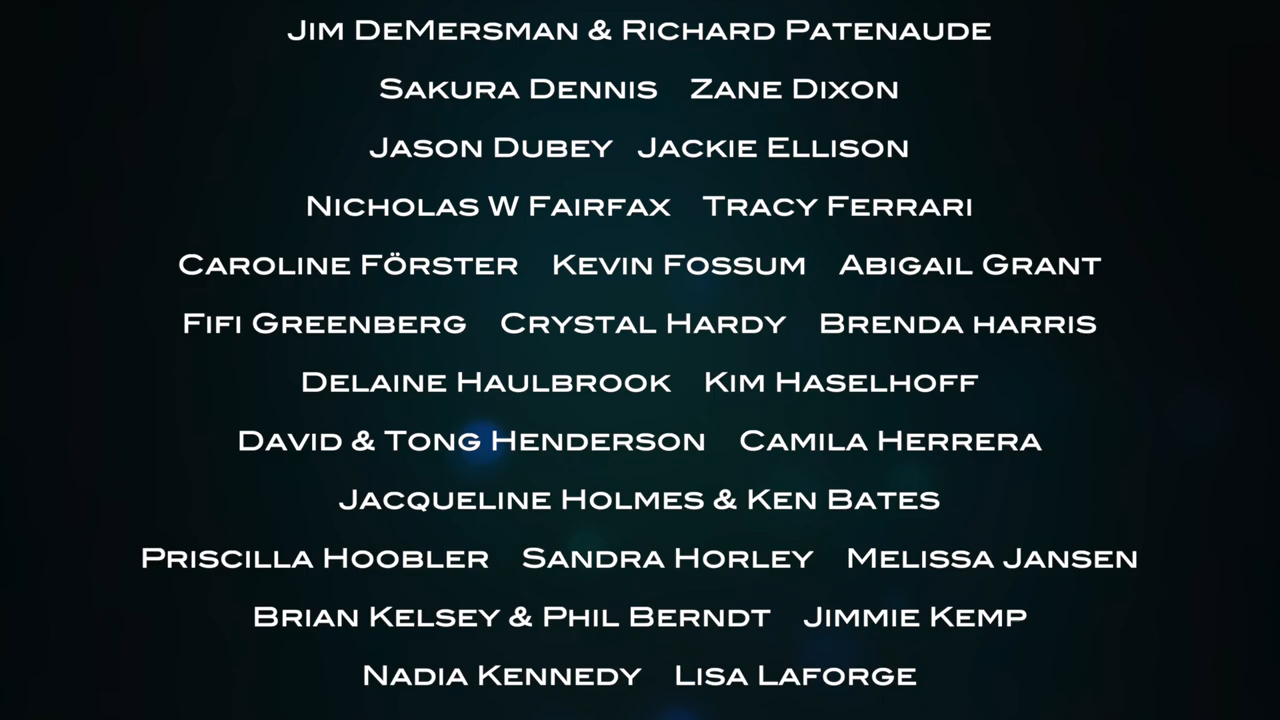 Jim DeMersman & Richard Patenaude
Sakura Dennis Zane Dixon
Jason Dubey Jackie Ellison
Nicholas W Fairfax Tracy Ferrari
Caroline Förster Kevin Fossum Abigail Grant
Fifi Greenberg Crystal Hardy Brenda harris
Delaine Haulbrook Kim Haselhoff
David & Tong Henderson Camila Herrera
Jacqueline Holmes & Ken Bates
Priscilla Hoobler Sandra Horley Melissa Jansen
Brian Kelsey & Phil Berndt Jimmie Kemp
Nadia Kennedy Lisa Laforge